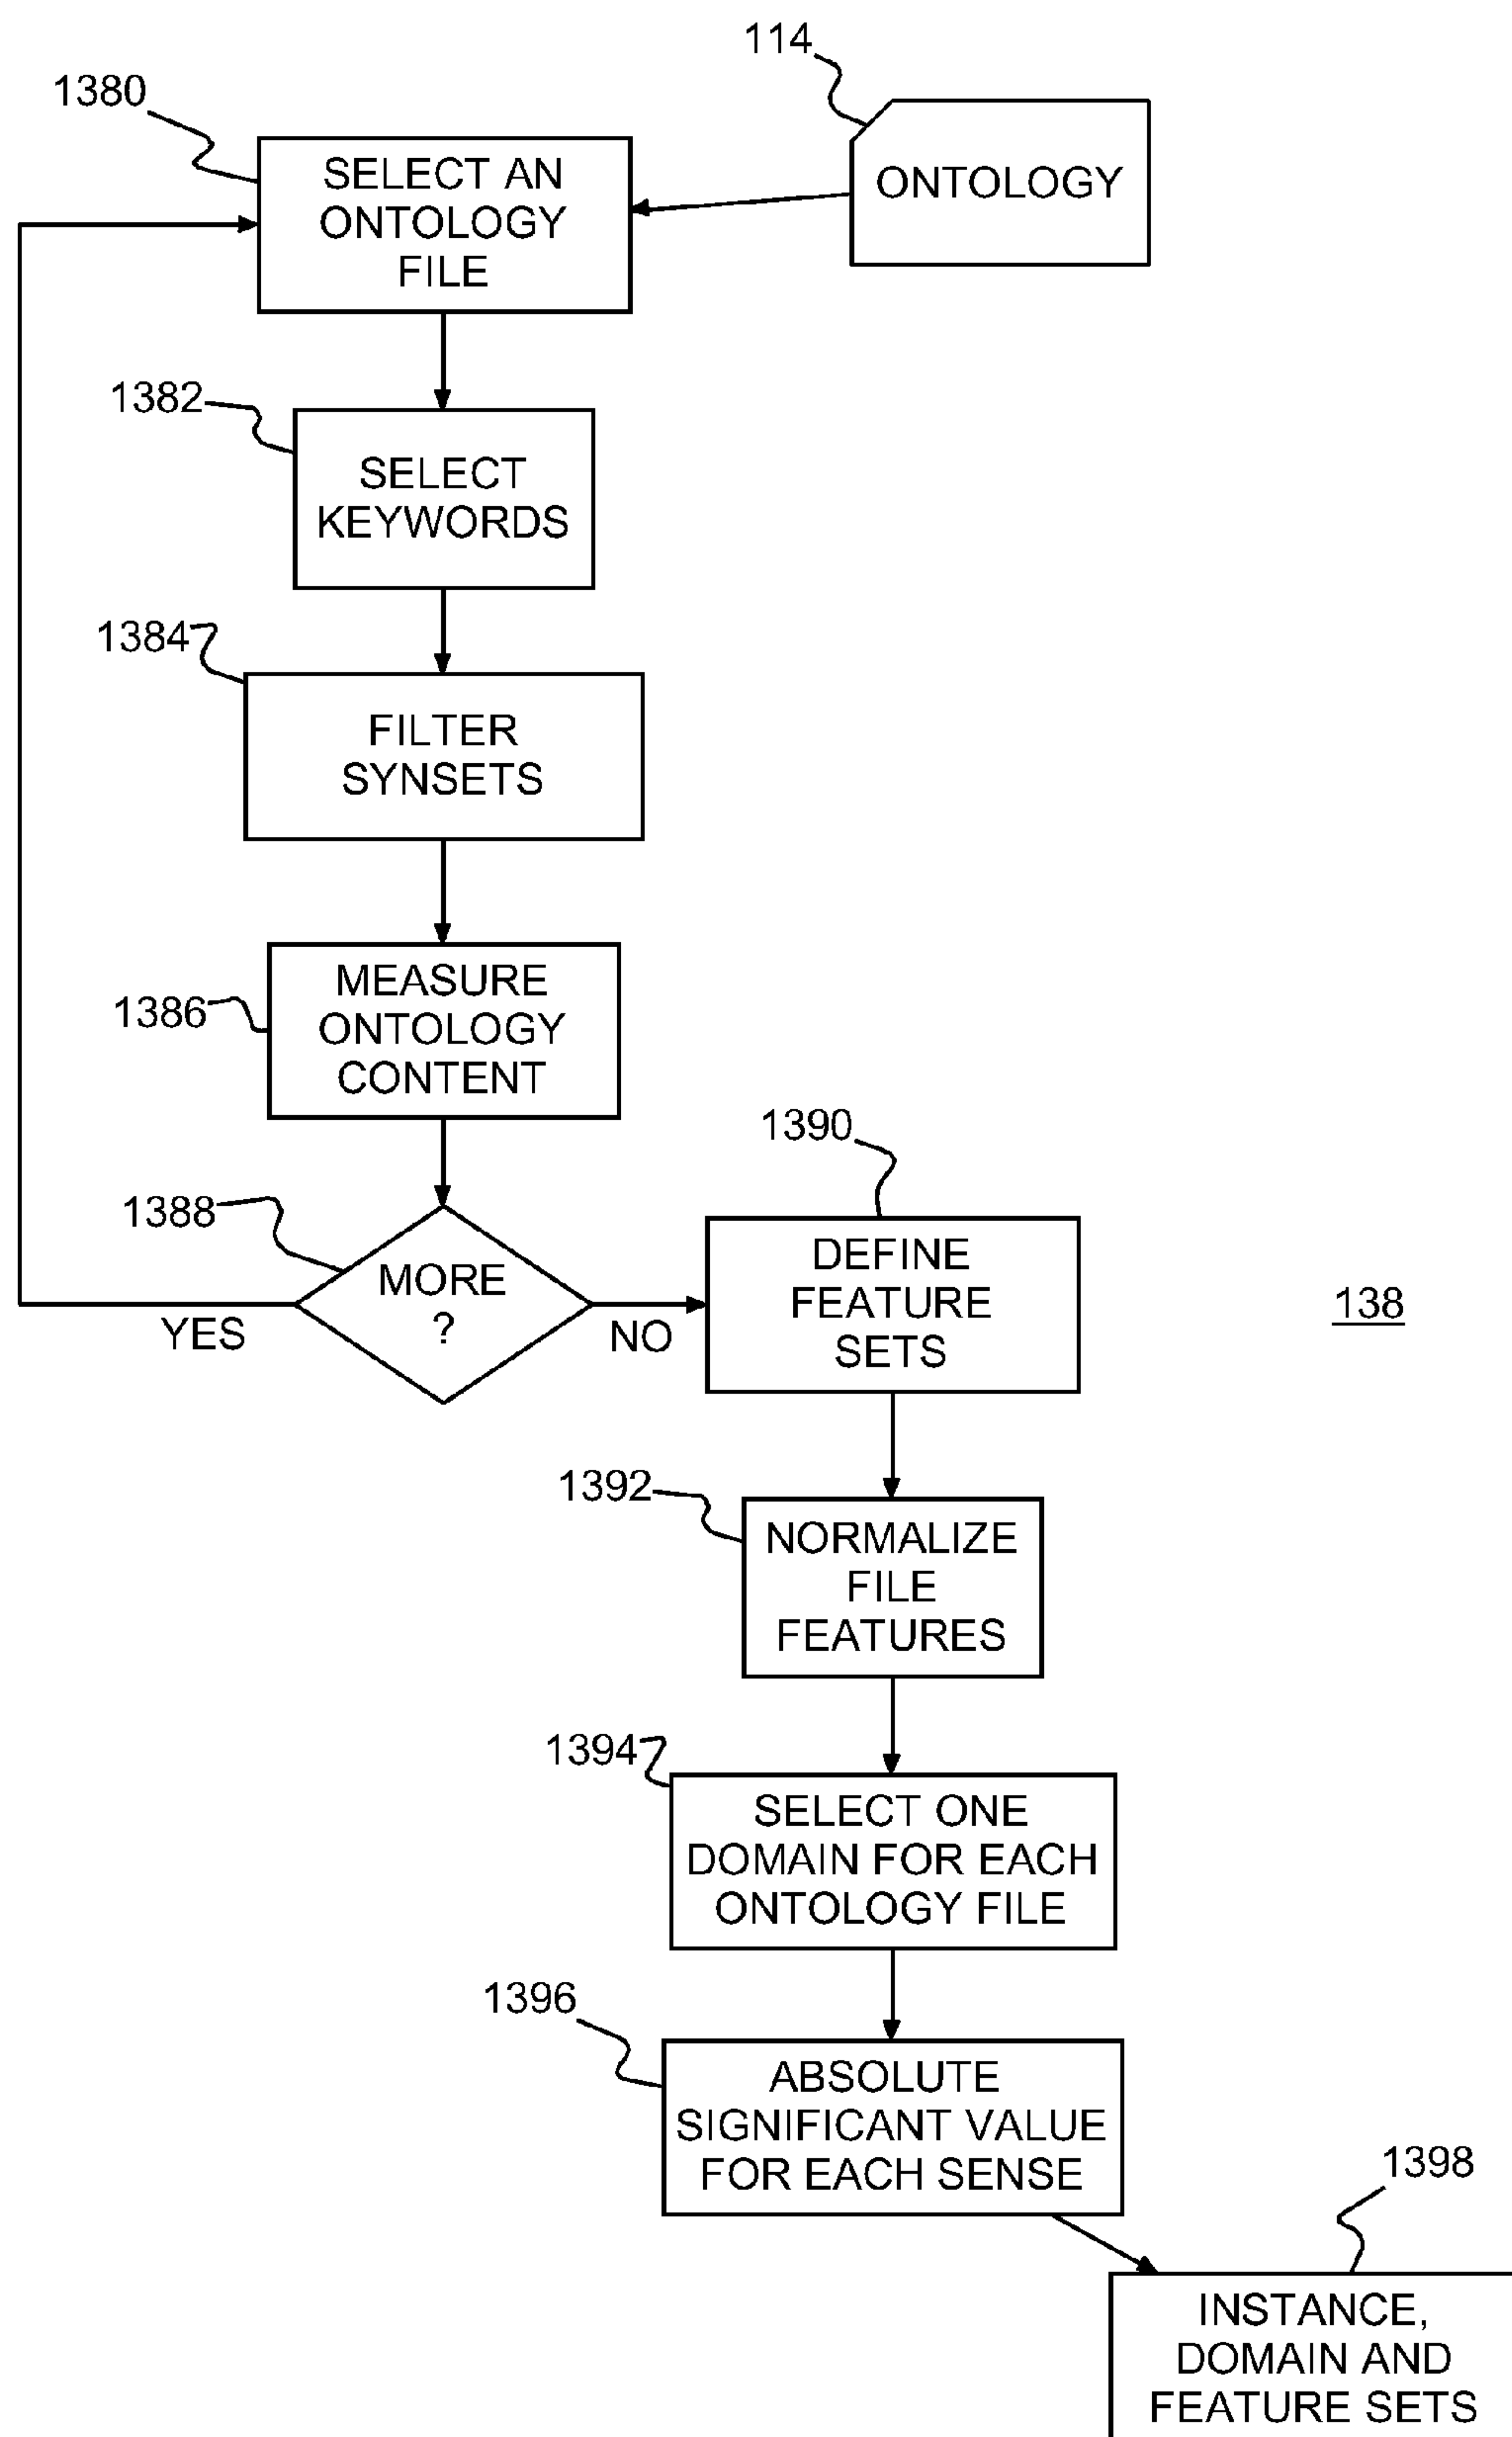 114
1380
SELECT AN
ONTOLOGY
FILE
ONTOLOGY
1382
SELECT
KEYWORDS
1384
FILTER
SYNSETS
1386
MEASURE
ONTOLOGY
CONTENT
1388
MORE
?
YES
NO
1390
DEFINE
FEATURE
SETS
138
1392
NORMALIZE
FILE
FEATURES
1394
SELECT ONE
DOMAIN FOR EACH
ONTOLOGY FILE
1396
ABSOLUTE
SIGNIFICANT VALUE
FOR EACH SENSE
1398
INSTANCE,
DOMAIN AND
FEATURE SETS